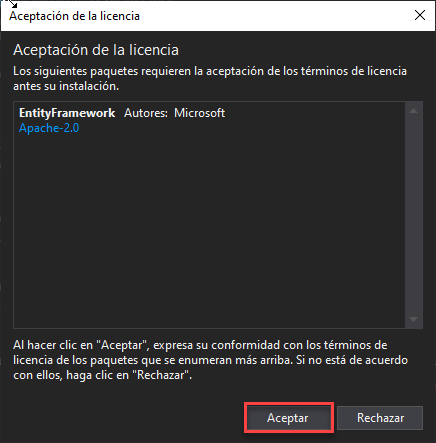 Aceptación de la licencia
Aceptación de la licencia
Los siguientes paquetes requieren la aceptación de los términos de licencia
antes su instalación.
EntityFramework Autores: Microsoft
Apache-2.0
Al hacer clic en "Aceptar", expresa su conformidad con los términos de
licencia de los paquetes que se enumeran más arriba. Si no está de acuerdo
con ellos, haga clic en "Rechazar".
Aceptar Rechazar